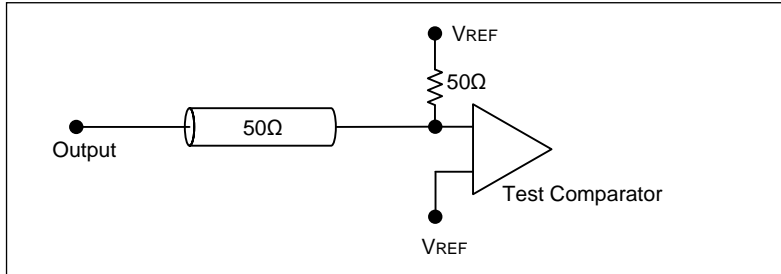 VREF
50Ω
50Ω
Output
Test Comparator
VREF